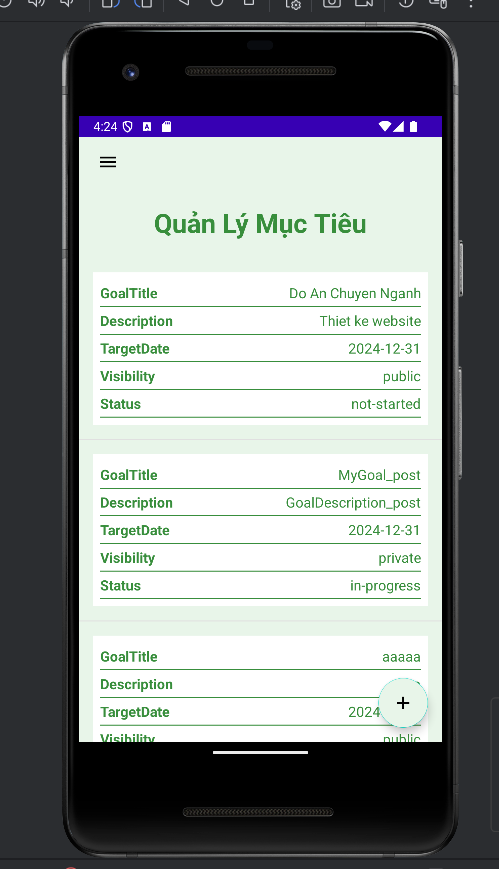 4:24
Quản Lý Mục Tiêu
GoalTitle Do An Chuyen Nganh
Description Thiet ke website
TargetDate 2024-12-31
Visibility public
Status not-started
GoalTitle MyGoal_post
Description GoalDescription_post
TargetDate 2024-12-31
Visibility private
Status in-progress
GoalTitle aaaaa
Description
TargetDate 2024
Visibility public